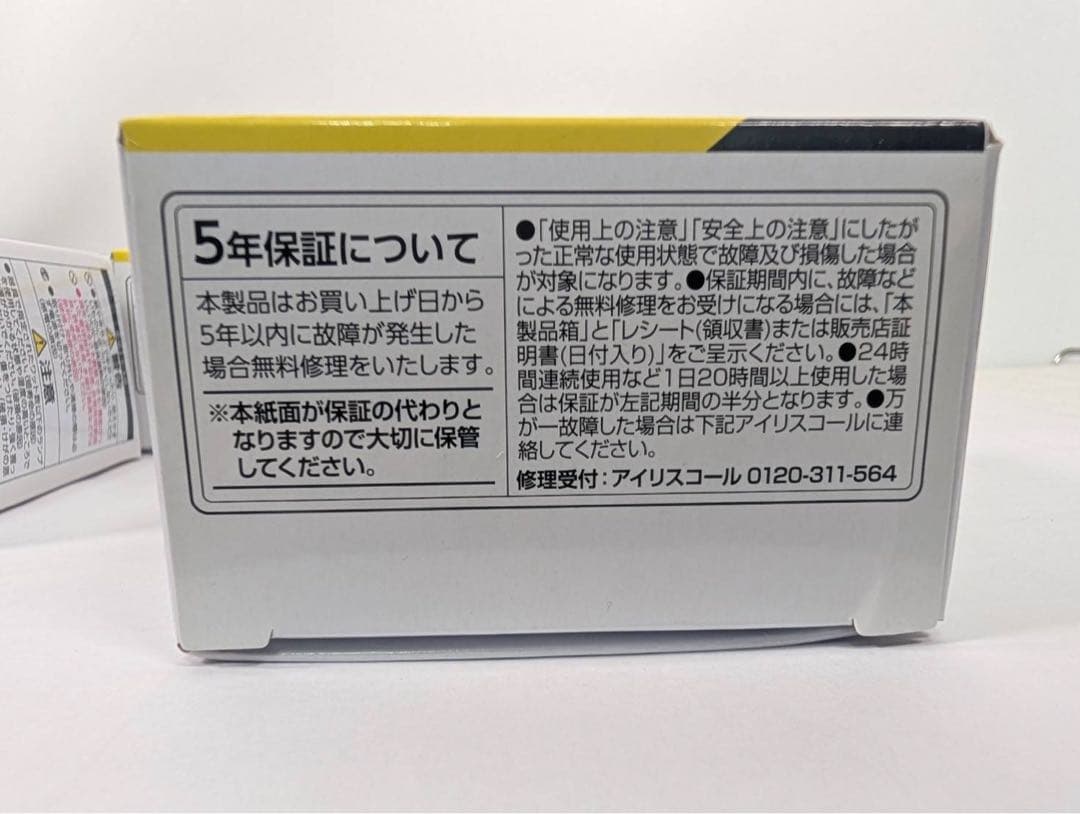 5年保証について
本製品はお買い上げ日から
5年以内に故障が発生した
場合無料修理をいたします。
※本紙面が保証の代わりと
なりますので大切に保管
してください。
●「使用上の注意」「安全上の注意」にしたが
った正常な使用状態で故障及び損傷した場合
が対象になります。●保証期間内に、故障など
による無料修理をお受けになる場合には、「本
製品箱」と「レシート(領収書)または販売店証
明書(日付入り)」をご呈示ください。●24時
間連続使用など1日20時間以上使用した場
合は保証が左記期間の半分となります。●万
が一故障した場合は下記アイリスコールに連
絡してください。
修理受付：アイリスコール 0120-311-564
注意